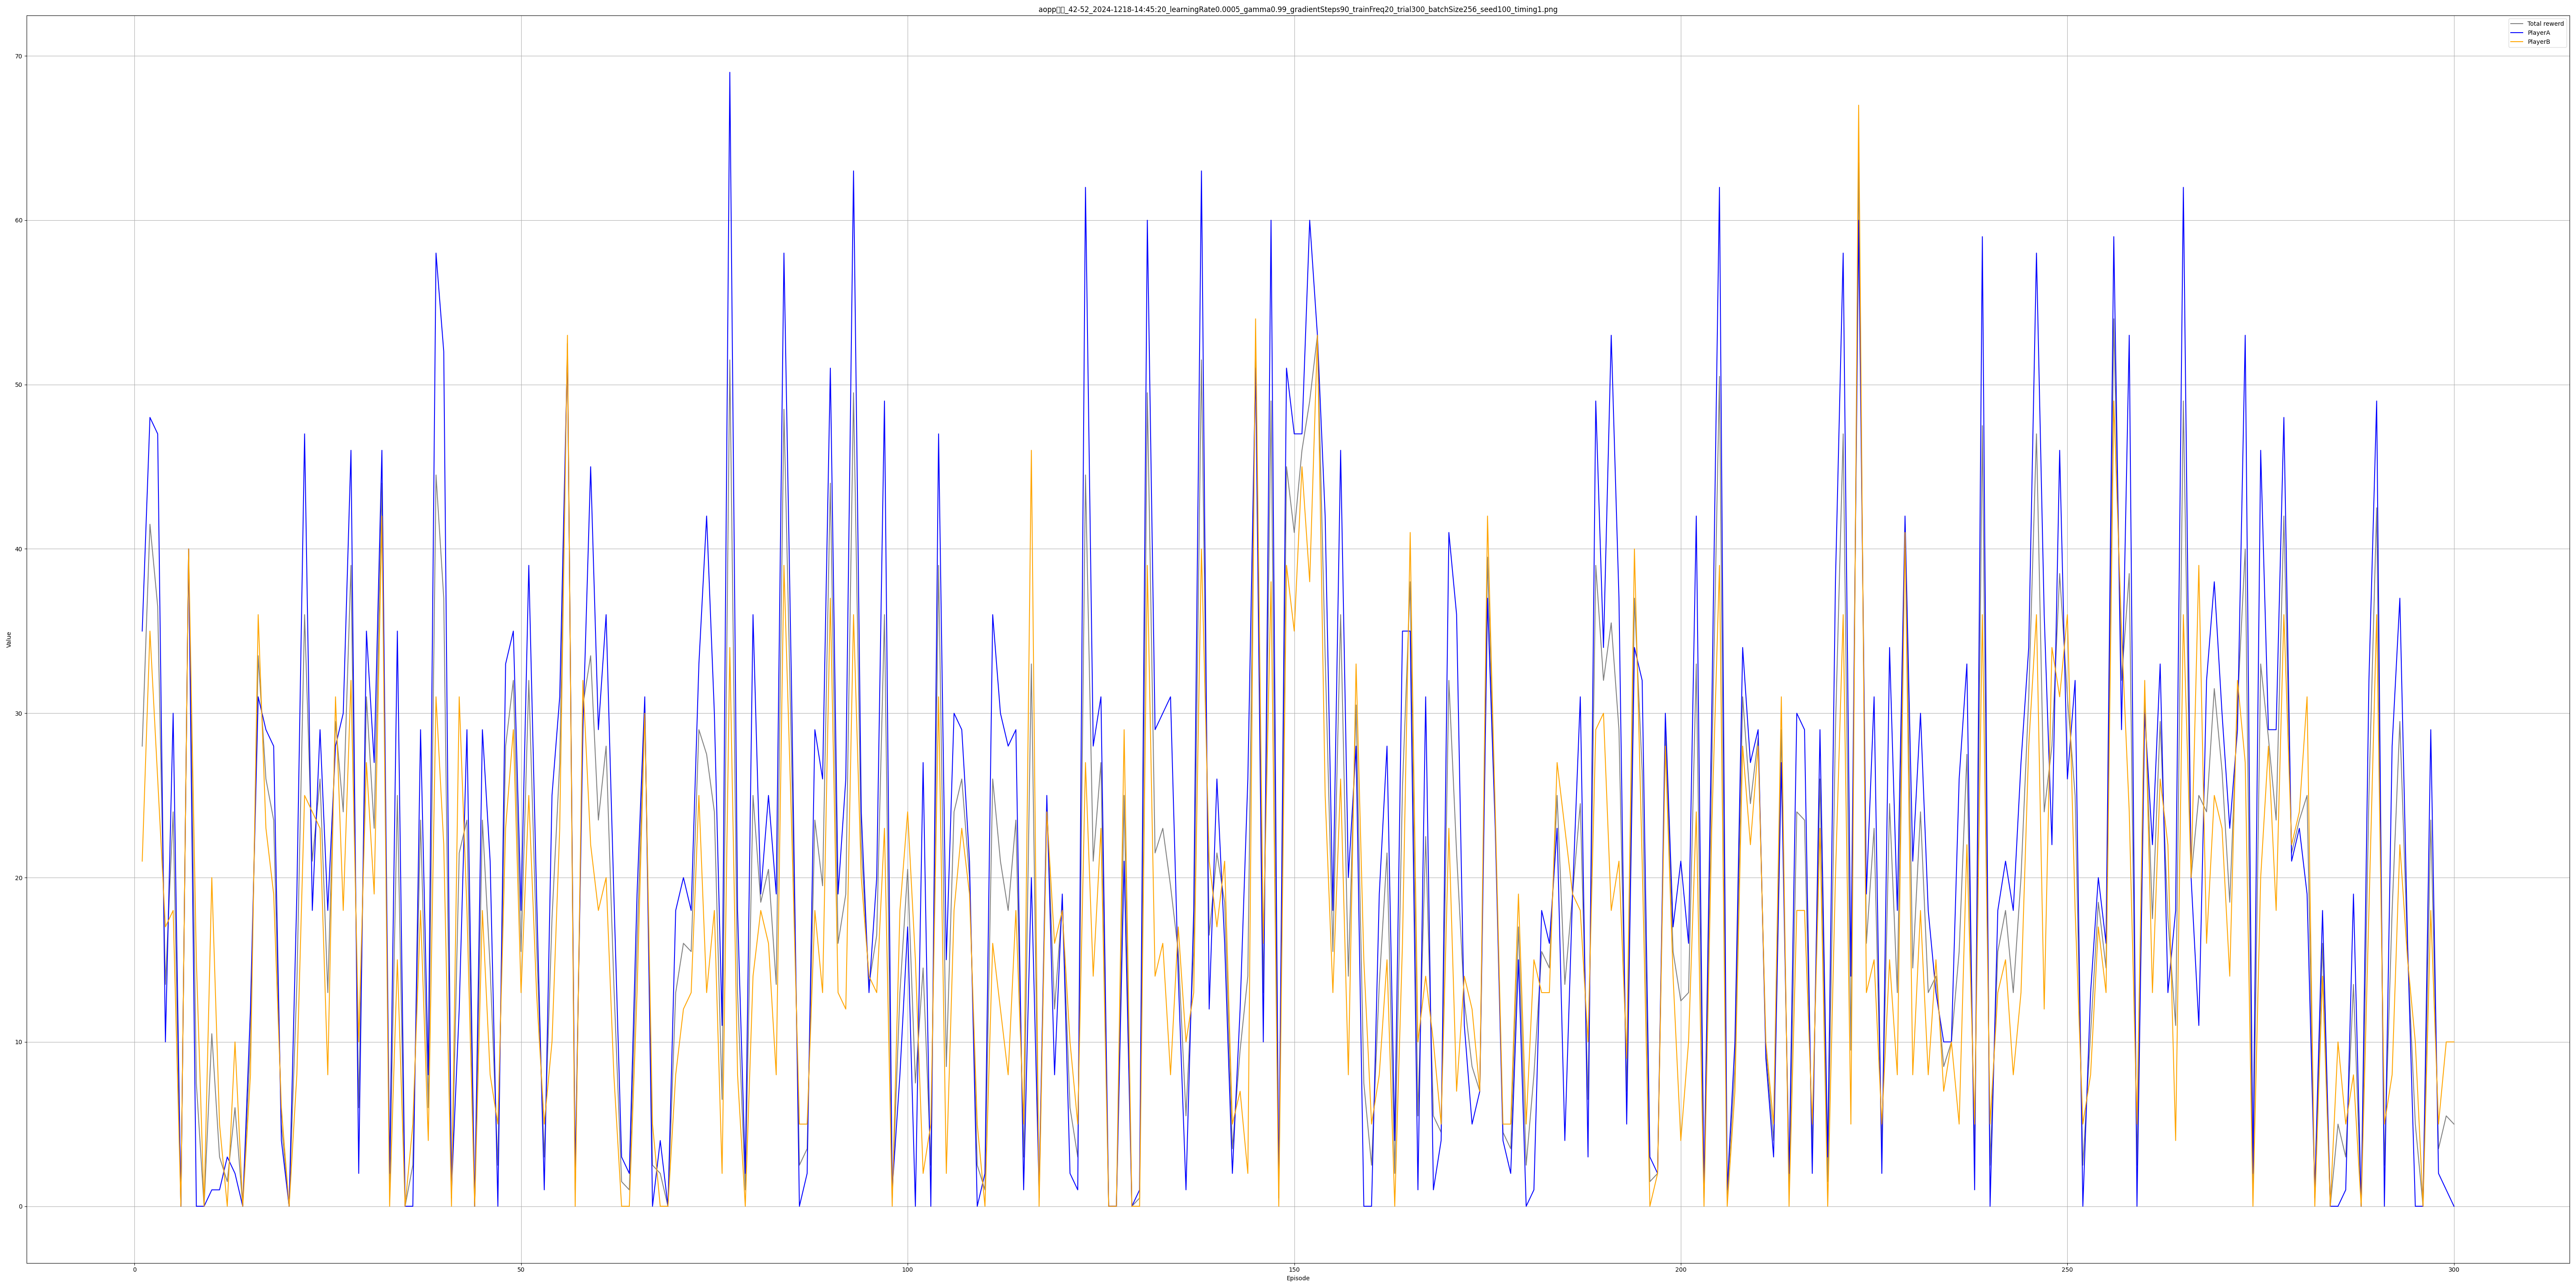 aopp_42-52_2024-1218-14:45:20_learningRate0.0005_gamma0.99_gradientSteps90_trainFreq20_trial300_batchSize256_seed100_timing1.png
Total rewerd
PlayerA
PlayerB
70
60
50
40
30
20
10
0
Value
0 50 100 150 200 250 300
Episode